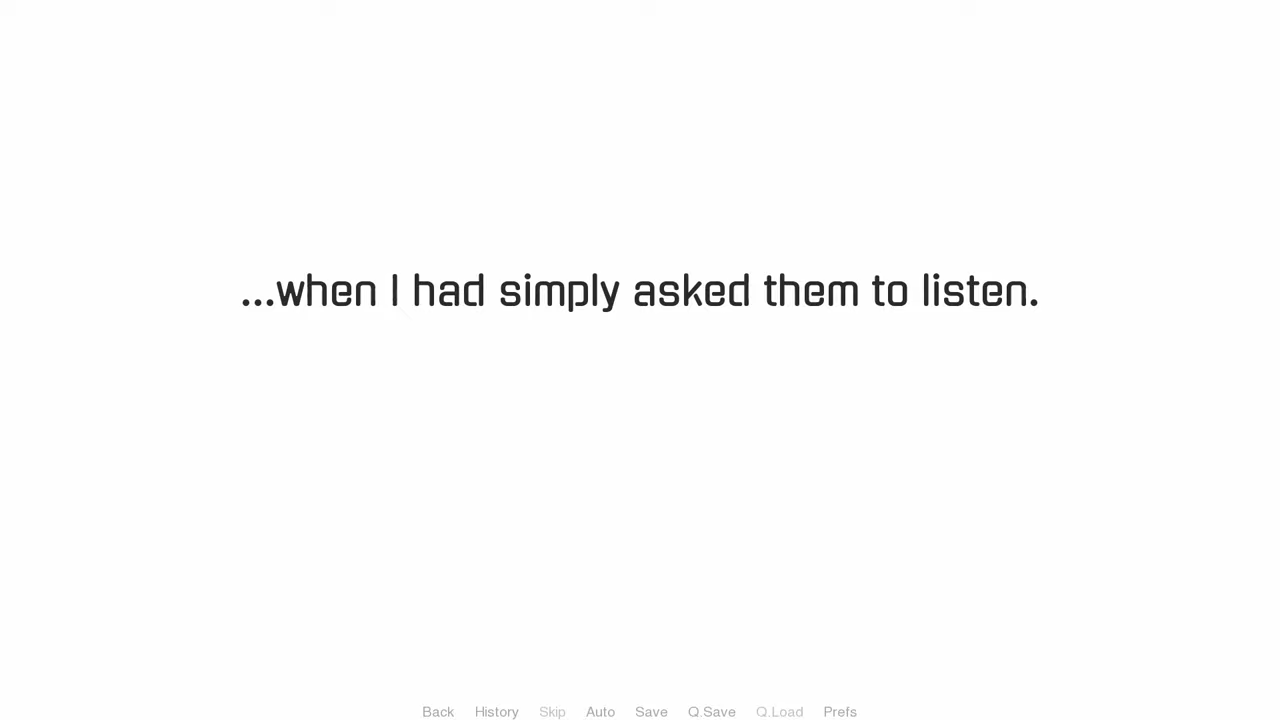 ...when I had simply asked them to listen.
Back History Skip Auto Save Q.Save Q.Load Prefs